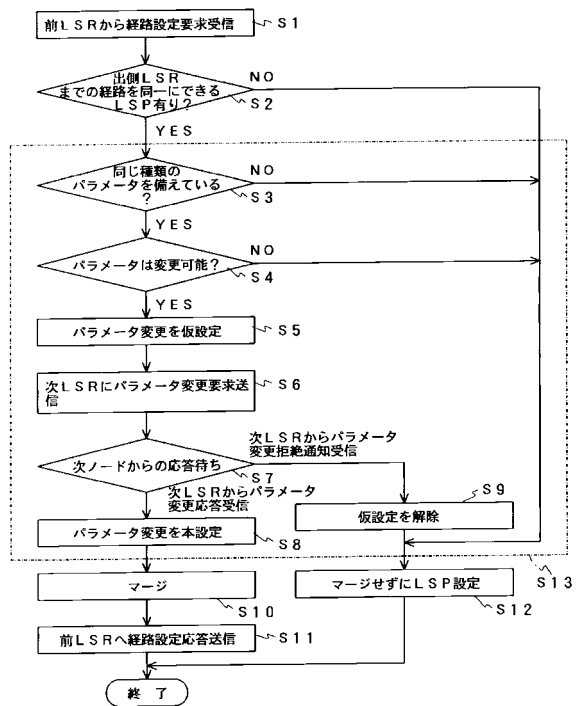 前LSRから経路設定要求受信
S1
出側LSR
までの経路を同一にできる
LSP有り?
NO
S2
YES
同じ種類の
パラメータを備えている
?
NO
S3
YES
パラメータは変更可能?
NO
S4
YES
パラメータ変更を仮設定
S5
次LSRにパラメータ変更要求送
信
S6
次ノードからの応答待ち
S7
次LSRからパラメータ
変更拒絶通知受信
次LSRからパラメータ
変更応答受信
S9
仮設定を解除
パラメータ変更を本設定
S8
S13
マージ
S10
マージせずにLSP設定
S12
前LSRへ経路設定応答送信
S11
終 了